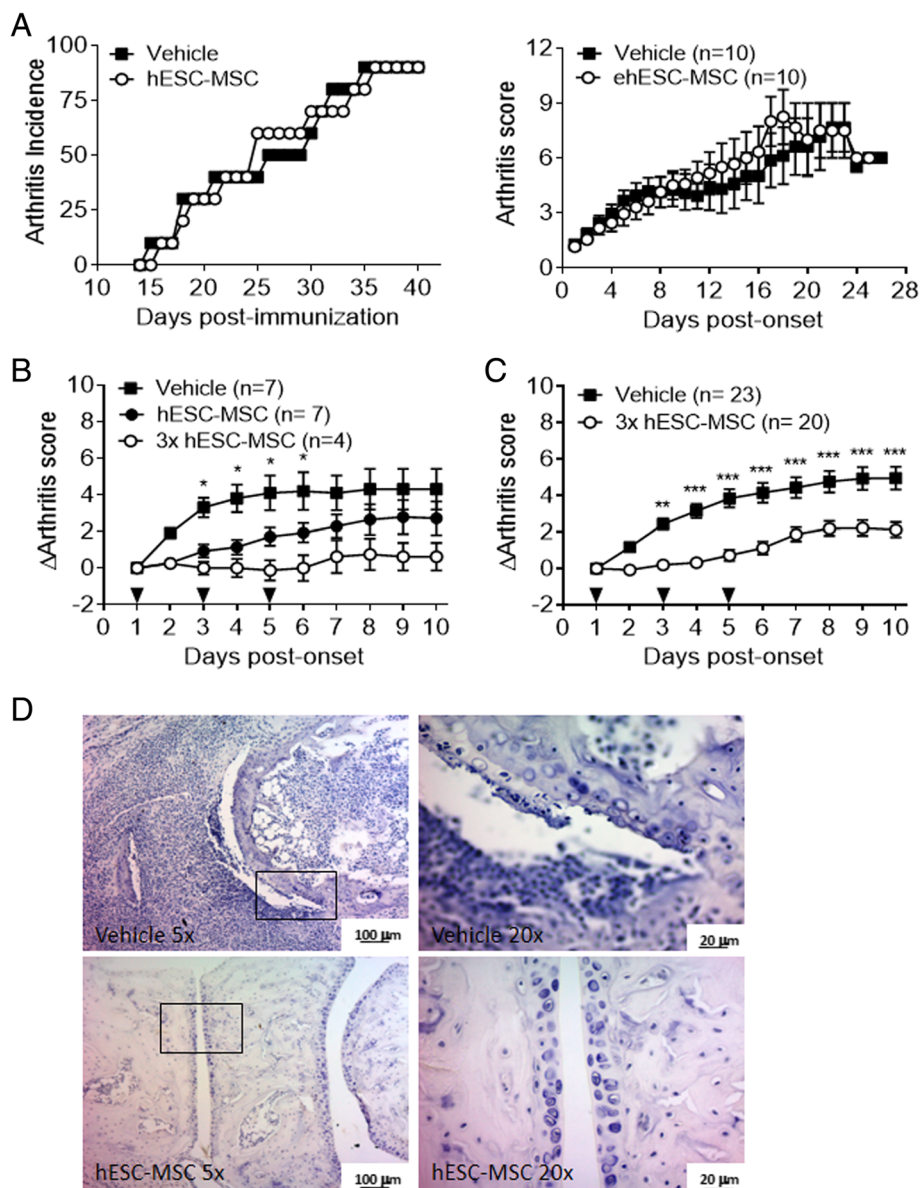 A
Vehicle
hESC-MSC
Arthritis Incidence
100
75
50
25
0
10 15 20 25 30 35 40
Days post-immunization
Vehicle (n=10)
ehESC-MSC (n=10)
Arthritis score
12
9
6
3
0
0 4 8 12 16 20 24 28
Days post-onset
B
Vehicle (n=7)
hESC-MSC (n= 7)
3x hESC-MSC (n=4)
ΔArthritis score
10
8
6
4
2
0
-2
* * * *
0 1 2 3 4 5 6 7 8 9 10
Days post-onset
C
Vehicle (n= 23)
3x hESC-MSC (n= 20)
ΔArthritis score
10
8
6
4
2
0
-2
** *** *** *** *** *** *** ***
0 1 2 3 4 5 6 7 8 9 10
Days post-onset
D
Vehicle 5x
100 μm
Vehicle 20x
20 μm
hESC-MSC 5x
100 μm
hESC-MSC 20x
20 μm